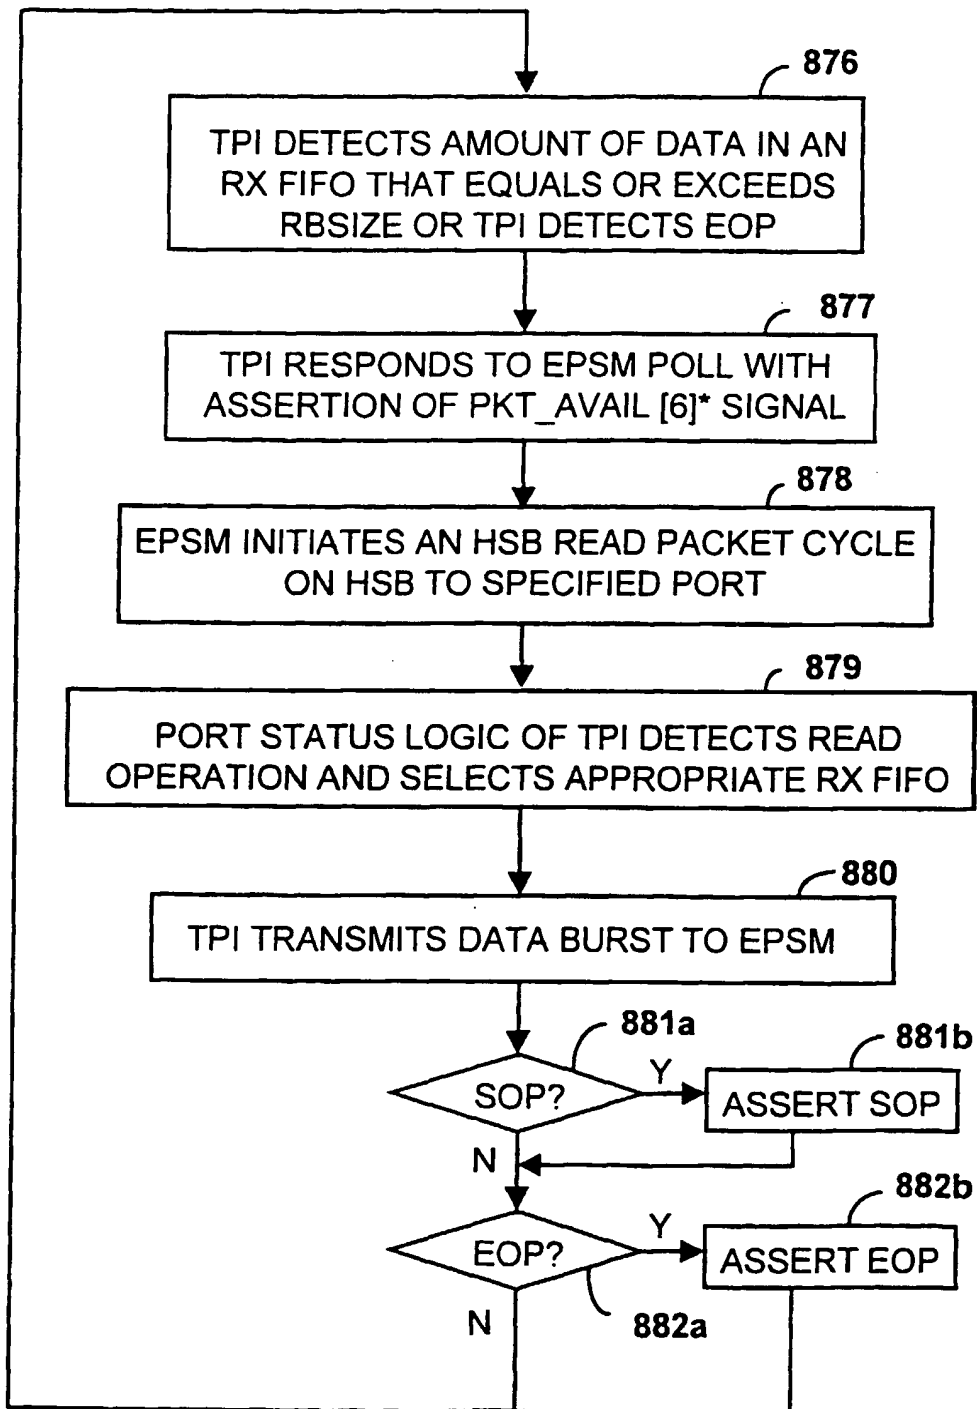 876
TPI DETECTS AMOUNT OF DATA IN AN
RX FIFO THAT EQUALS OR EXCEEDS
RBSIZE OR TPI DETECTS EOP
877
TPI RESPONDS TO EPSM POLL WITH
ASSERTION OF PKT_AVAIL [6]* SIGNAL
878
EPSM INITIATES AN HSB READ PACKET CYCLE
ON HSB TO SPECIFIED PORT
879
PORT STATUS LOGIC OF TPI DETECTS READ
OPERATION AND SELECTS APPROPRIATE RX FIFO
880
TPI TRANSMITS DATA BURST TO EPSM
881a
881b
SOP?
Y
ASSERT SOP
N
882b
EOP?
Y
ASSERT EOP
N
882a